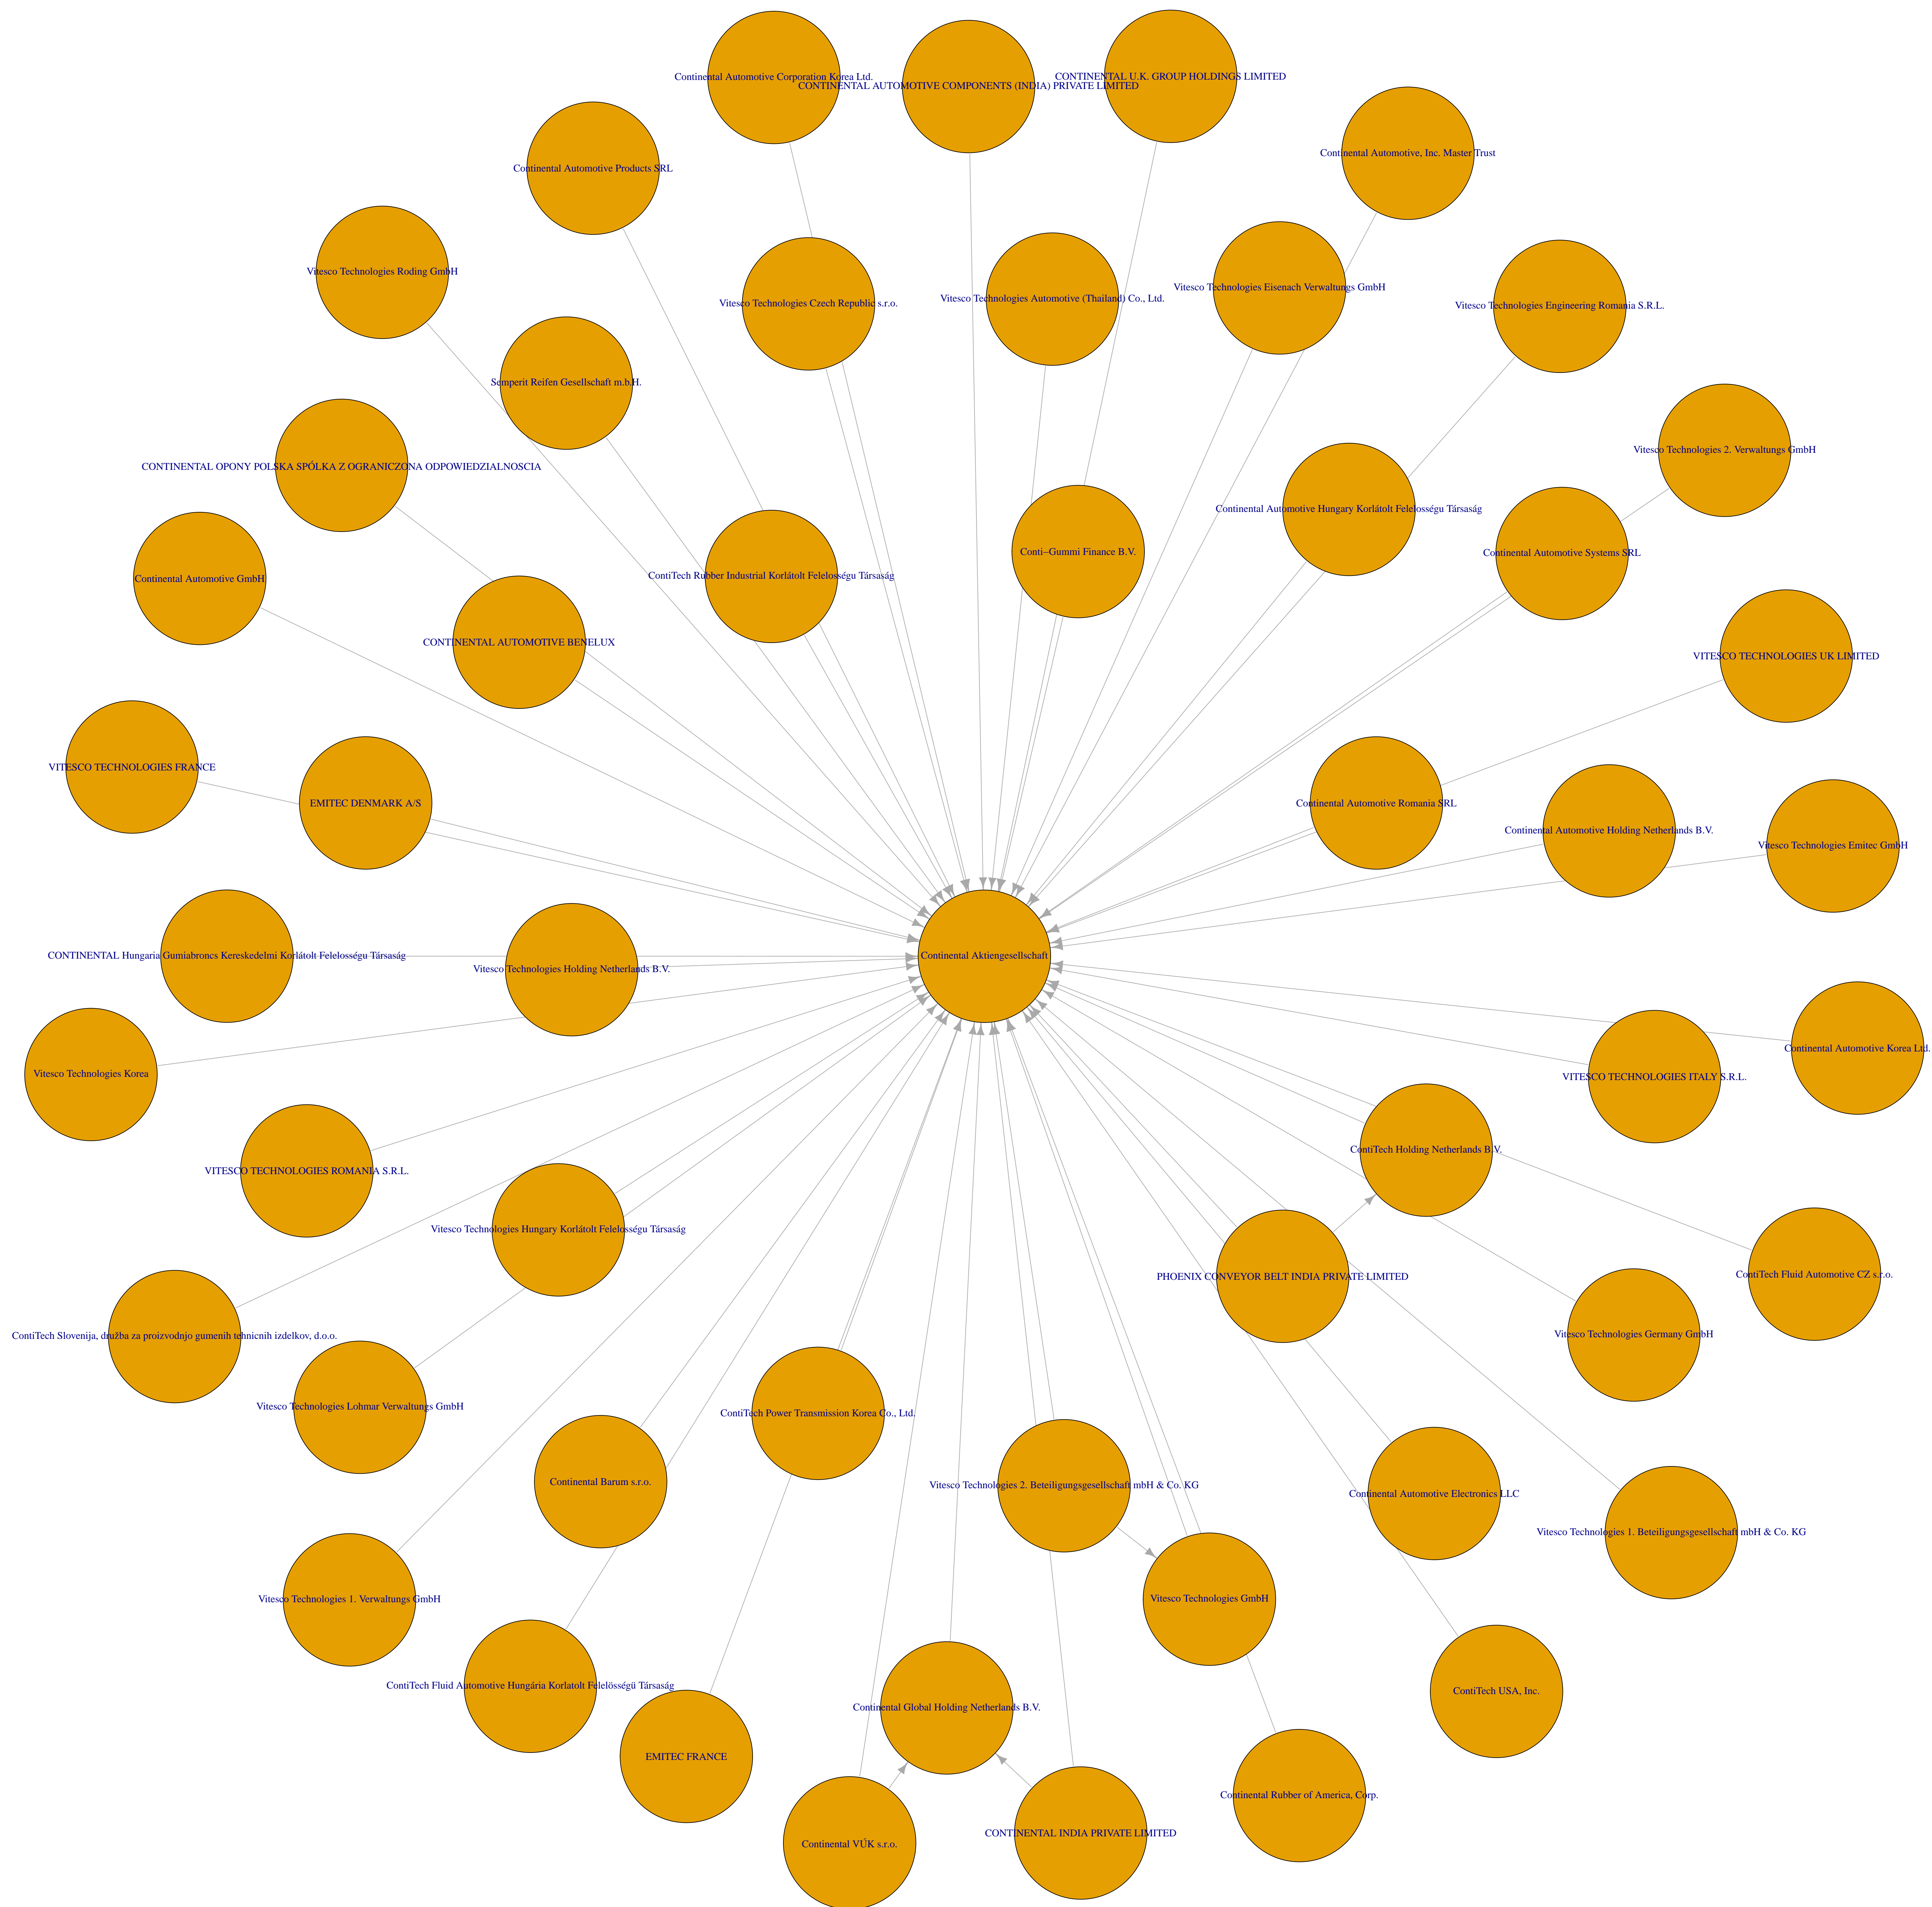 Continental Automotive Corporation Korea Ltd.
CONTINENTAL AUTOMOTIVE COMPONENTS (INDIA) PRIVATE LIMITED
CONTINENTAL U.K. GROUP HOLDINGS LIMITED
Continental Automotive, Inc. Master Trust
Continental Automotive Products SRL
Vitesco Technologies Roding GmbH
Vitesco Technologies Czech Republic s.r.o.
Vitesco Technologies Automotive (Thailand) Co., Ltd.
Vitesco Technologies Eisenach Verwaltungs GmbH
Vitesco Technologies Engineering Romania S.R.L.
Semperit Reifen Gesellschaft m.b.H.
Vitesco Technologies 2. Verwaltungs GmbH
CONTINENTAL OPONY POLSKA SPÓLKA Z OGRANICZONA ODPOWIEDZIALNOSCIA
Continental Automotive Hungary Korlátolt Felelosségu Társaság
Conti−Gummi Finance B.V.
Continental Automotive Systems SRL
Continental Automotive GmbH
ContiTech Rubber Industrial Korlátolt Felelosségu Társaság
CONTINENTAL AUTOMOTIVE BENELUX
VITESCO TECHNOLOGIES UK LIMITED
VITESCO TECHNOLOGIES FRANCE
EMITEC DENMARK A/S
Continental Automotive Romania SRL
Continental Automotive Holding Netherlands B.V.
Vitesco Technologies Emitec GmbH
CONTINENTAL Hungaria Gumiabroncs Kereskedelmi Korlátolt Felelosségu Társaság
Vitesco Technologies Holding Netherlands B.V.
Continental Aktiengesellschaft
Vitesco Technologies Korea
Continental Automotive Korea Ltd.
VITESCO TECHNOLOGIES ITALY S.R.L.
ContiTech Holding Netherlands B.V.
VITESCO TECHNOLOGIES ROMANIA S.R.L.
Vitesco Technologies Hungary Korlátolt Felelosségu Társaság
PHOENIX CONVEYOR BELT INDIA PRIVATE LIMITED
ContiTech Fluid Automotive CZ s.r.o.
ContiTech Slovenija, družba za proizvodnjo gumenih tehnicnih izdelkov, d.o.o.
Vitesco Technologies Germany GmbH
Vitesco Technologies Lohmar Verwaltungs GmbH
ContiTech Power Transmission Korea Co., Ltd.
Continental Barum s.r.o.
Vitesco Technologies 2. Beteiligungsgesellschaft mbH & Co. KG
Continental Automotive Electronics LLC
Vitesco Technologies 1. Beteiligungsgesellschaft mbH & Co. KG
Vitesco Technologies 1. Verwaltungs GmbH
Vitesco Technologies GmbH
ContiTech Fluid Automotive Hungária Korlatolt Felelösségü Társaság
Continental Global Holding Netherlands B.V.
ContiTech USA, Inc.
EMITEC FRANCE
Continental Rubber of America, Corp.
Continental VÚK s.r.o.
CONTINENTAL INDIA PRIVATE LIMITED